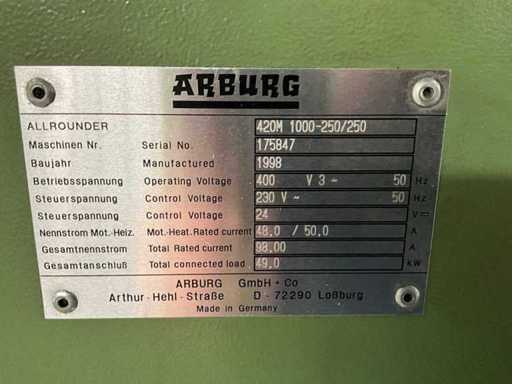 ARBURG
ALLROUNDER 420M 1000-250/250
Maschinen Nr. Serial No. 175847
Baujahr Manufactured 1998
Betriebsspannung Operating Voltage 400 V 3 ~ 50 Hz
Steuerspannung Control Voltage 230 V ~ 50 Hz
Steuerspannung Control Voltage 24 V⎓
Nennstrom Mot.-Heiz. Mot.-Heat.Rated current 48,0 / 50,0 A
Gesamtnennstrom Total Rated current 98,00 A
Gesamtanschluß Total connected load 49,0 kW
ARBURG GmbH + Co
Arthur-Hehl-Straße D-72290 Loßburg
Made in Germany